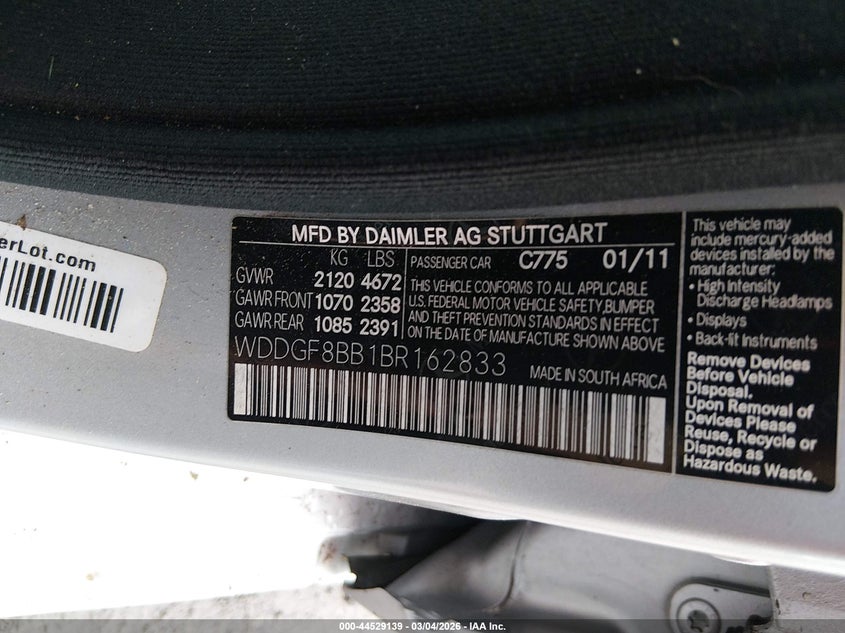 erLot.com
MFD BY DAIMLER AG STUTTGART
KG LBS
GVWR 2120 4672
GAWR FRONT 1070 2358
GAWR REAR 1085 2391
PASSENGER CAR C775 01/11
THIS VEHICLE CONFORMS TO ALL APPLICABLE
U.S. FEDERAL MOTOR VEHICLE SAFETY, BUMPER
AND THEFT PREVENTION STANDARDS IN EFFECT
ON THE DATE OF MANUFACTURE SHOWN ABOVE
WDDGF8BB1BR162833
MADE IN SOUTH AFRICA
This vehicle may
include mercury-added
devices installed by the
manufacturer:
• High Intensity
Discharge Headlamps
• Displays
• Back-lit Instruments
Remove Devices
Before Vehicle
Disposal.
Upon Removal of
Devices Please
Reuse, Recycle or
Dispose as
Hazardous Waste.
000-44529139 - 03/04/2026 - IAA Inc.